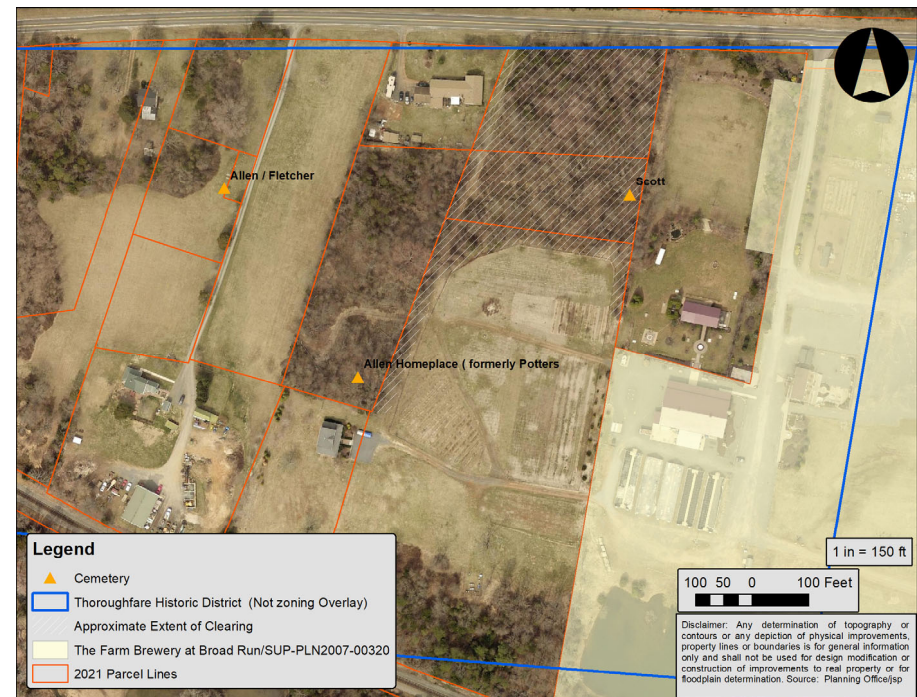 Allen / Fletcher
Scott
Allen Homeplace ( formerly Potters
Legend
Cemetery
Thoroughfare Historic District (Not zoning Overlay)
Approximate Extent of Clearing
The Farm Brewery at Broad Run/SUP-PLN2007-00320
2021 Parcel Lines
1 in = 150 ft
100 50 0 100 Feet
Disclaimer: Any determination of topography or
contours or any depiction of physical improvements,
property lines or boundaries is for general information
only and shall not be used for design modification or
construction of improvements to real property or for
floodplain determination. Source: Planning Office/jsp